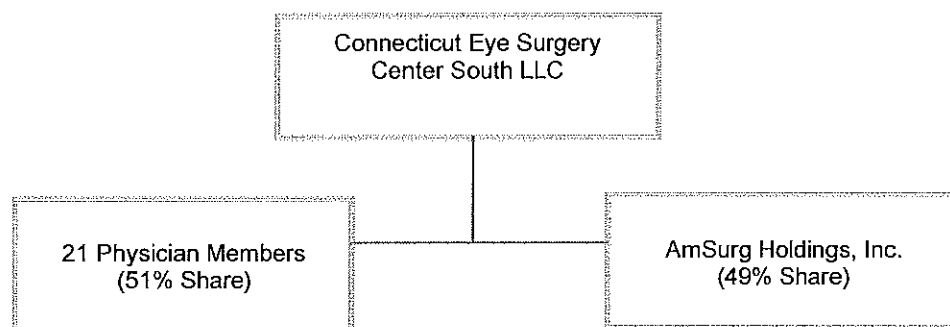 Connecticut Eye Surgery
Center South LLC
21 Physician Members
(51% Share)
AmSurg Holdings, Inc.
(49% Share)